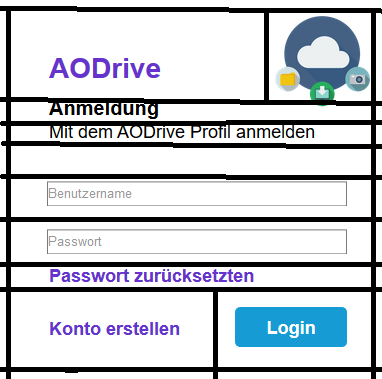 AODrive
Anmeldung
Mit dem AODrive Profil anmelden
Benutzername
Passwort
Passwort zurücksetzten
Konto erstellen
Login